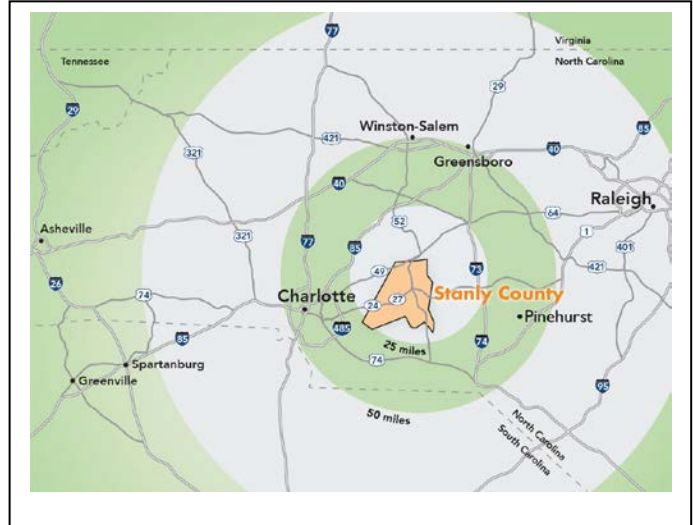 77
Virginia
Tennessee
North Carolina
29
29
Winston-Salem
85
421
321
40
Greensboro
40
Raleigh
52
64
1
Asheville
321
77
85
401
421
49
73
26
74
Charlotte
24
27
Stanly County
Pinehurst
485
85
25 miles
74
74
Spartanburg
Greenville
95
50 miles
North Carolina
South Carolina